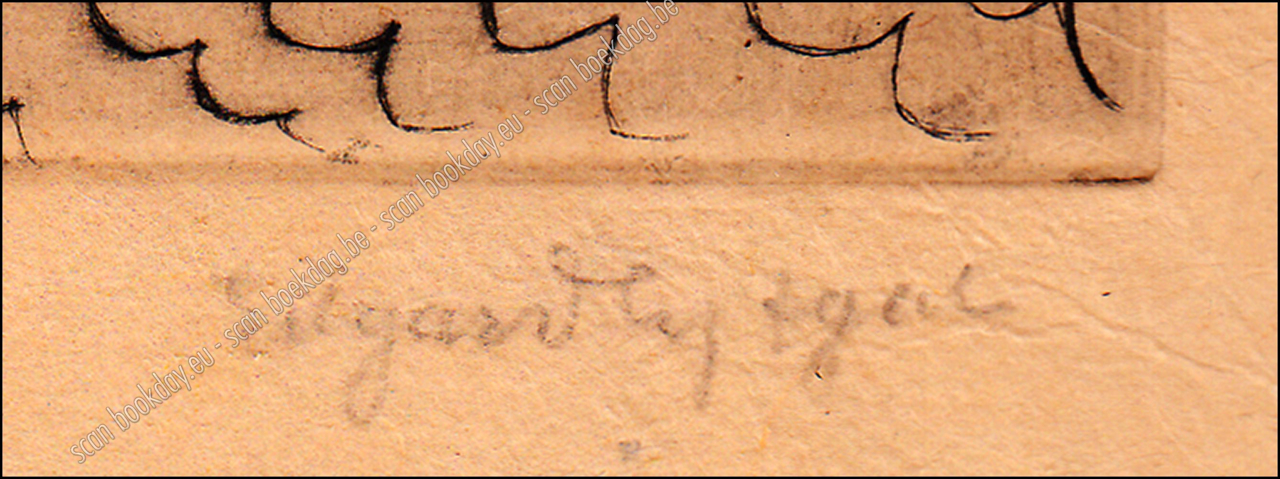 scan bookday.eu - scan boekdag.be - scan bookday.eu - scan boekdag.be
Edgard Tytgat